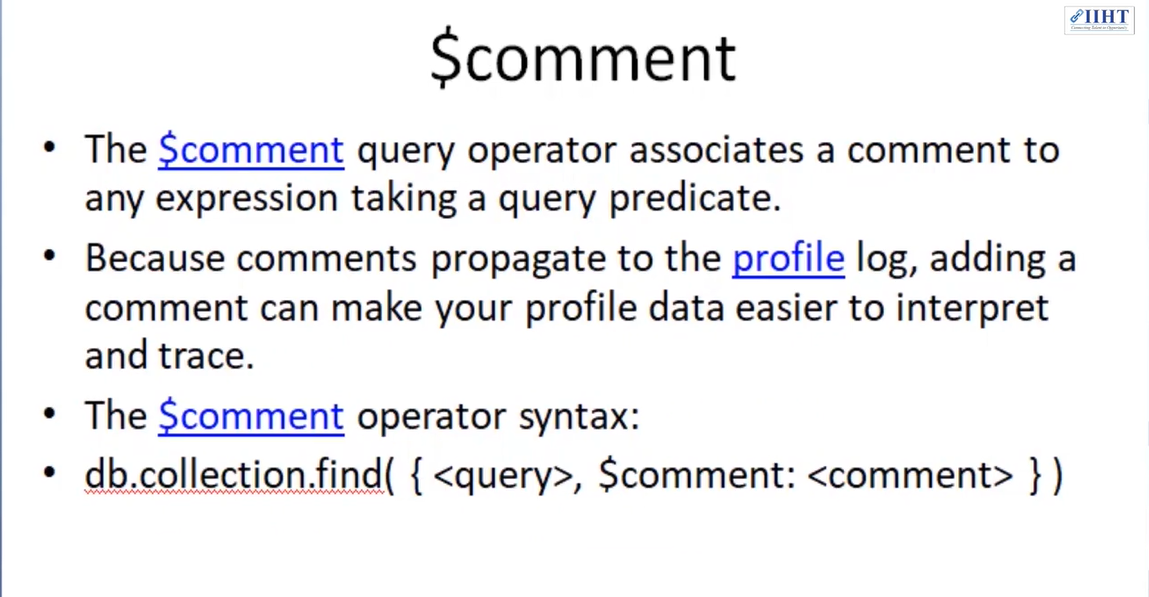 IIHT
$comment
• The $comment query operator associates a comment to
any expression taking a query predicate.
• Because comments propagate to the profile log, adding a
comment can make your profile data easier to interpret
and trace.
• The $comment operator syntax:
• db.collection.find( { <query>, $comment: <comment> } )